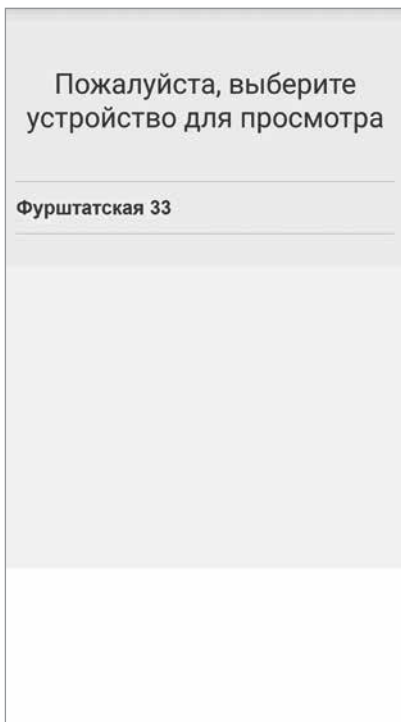 Пожалуйста, выберите
устройство для просмотра
Фурштатская 33